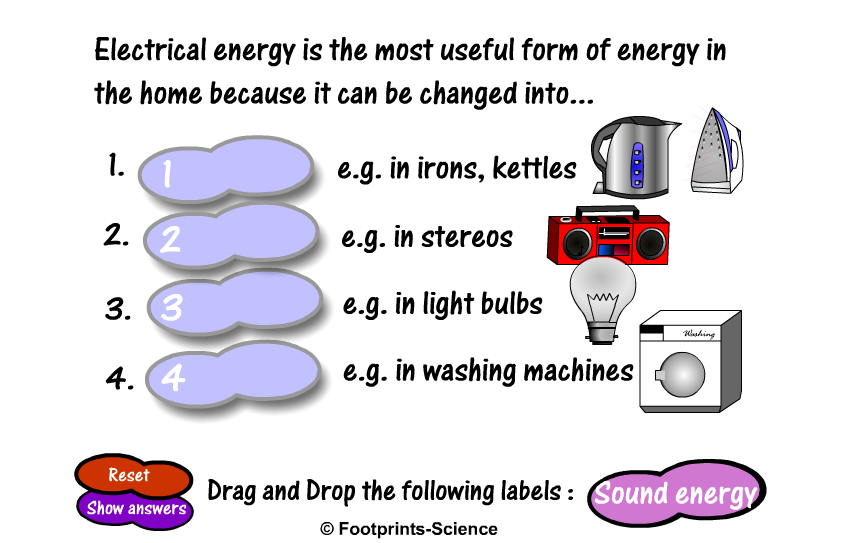 Electrical energy is the most useful form of energy in
the home because it can be changed into...
1. 1 e.g. in irons, kettles
2. 2 e.g. in stereos
3. 3 e.g. in light bulbs
4. 4 e.g. in washing machines
Washing
Reset
Show answers
Drag and Drop the following labels : Sound energy
© Footprints-Science